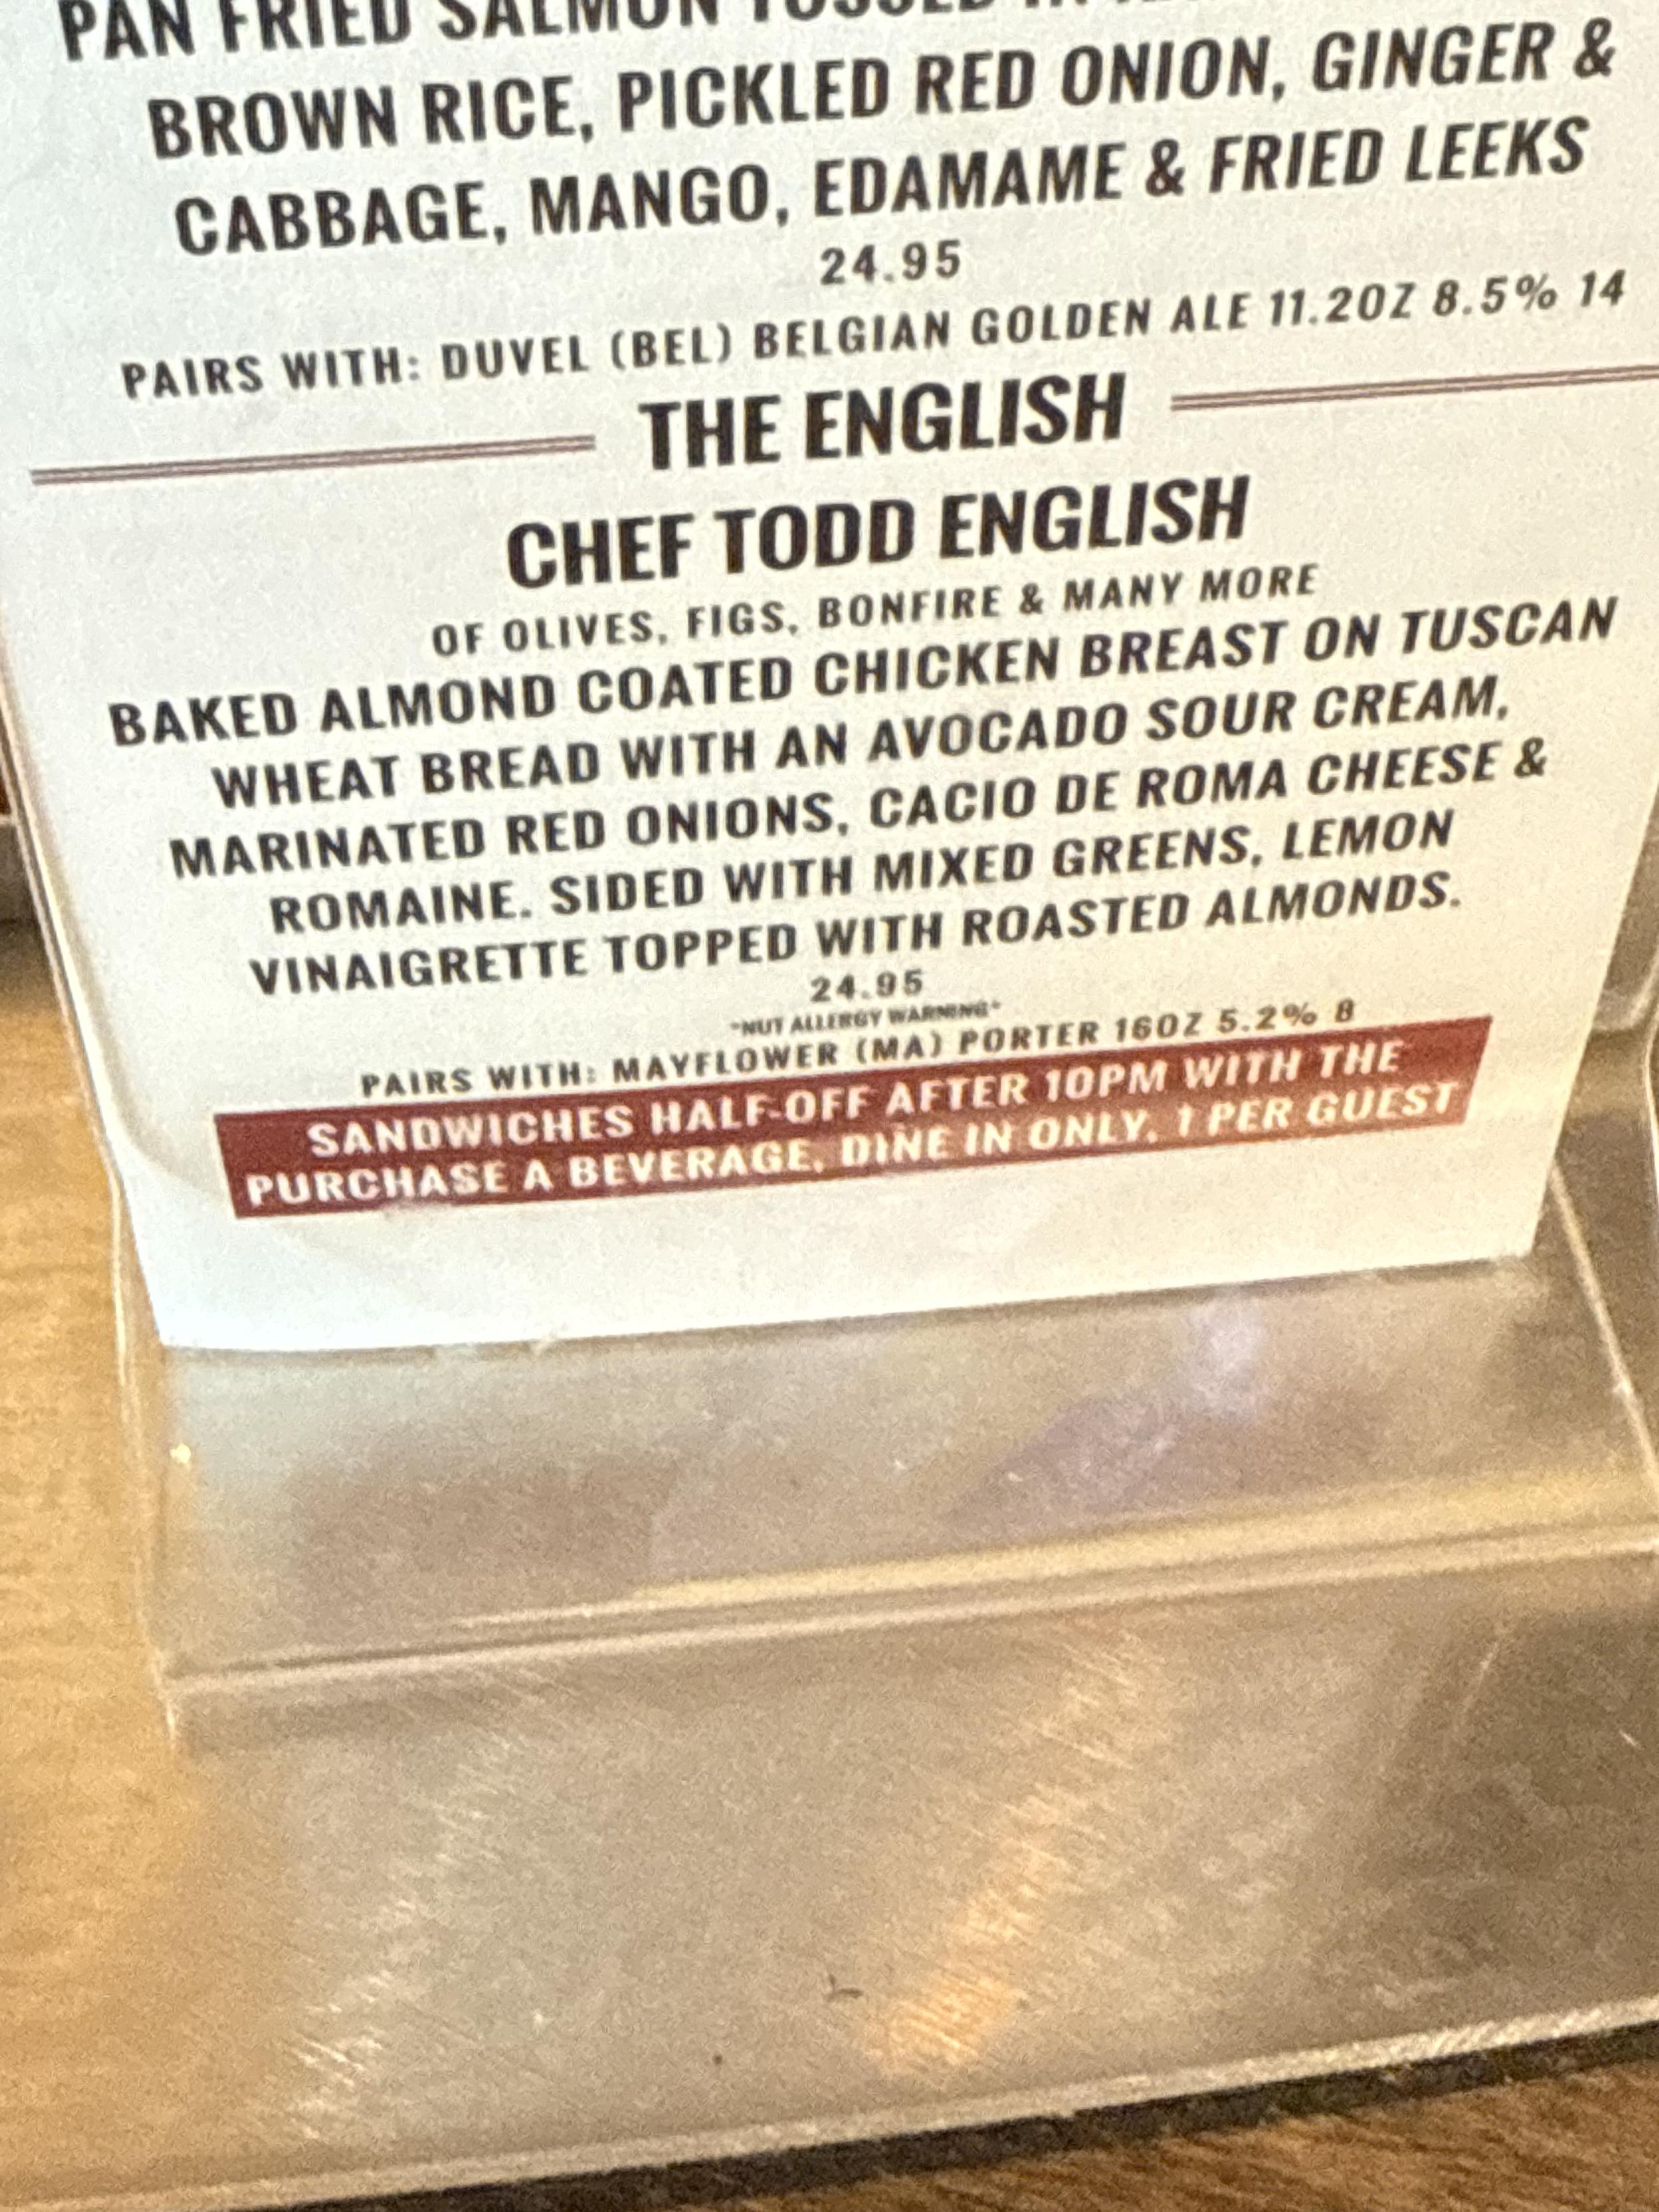 PAN FRIED SALMON TOSSED IN
BROWN RICE, PICKLED RED ONION, GINGER &
CABBAGE, MANGO, EDAMAME & FRIED LEEKS
24.95
PAIRS WITH: DUVEL (BEL) BELGIAN GOLDEN ALE 11.2OZ 8.5% 14
THE ENGLISH
CHEF TODD ENGLISH
OF OLIVES, FIGS, BONFIRE & MANY MORE
BAKED ALMOND COATED CHICKEN BREAST ON TUSCAN
WHEAT BREAD WITH AN AVOCADO SOUR CREAM,
MARINATED RED ONIONS, CACIO DE ROMA CHEESE &
ROMAINE. SIDED WITH MIXED GREENS, LEMON
VINAIGRETTE TOPPED WITH ROASTED ALMONDS.
24.95
*NUT ALLERGY WARNING*
PAIRS WITH: MAYFLOWER (MA) PORTER 16OZ 5.2% 8
SANDWICHES HALF-OFF AFTER 10PM WITH THE
PURCHASE A BEVERAGE, DINE IN ONLY, 1 PER GUEST